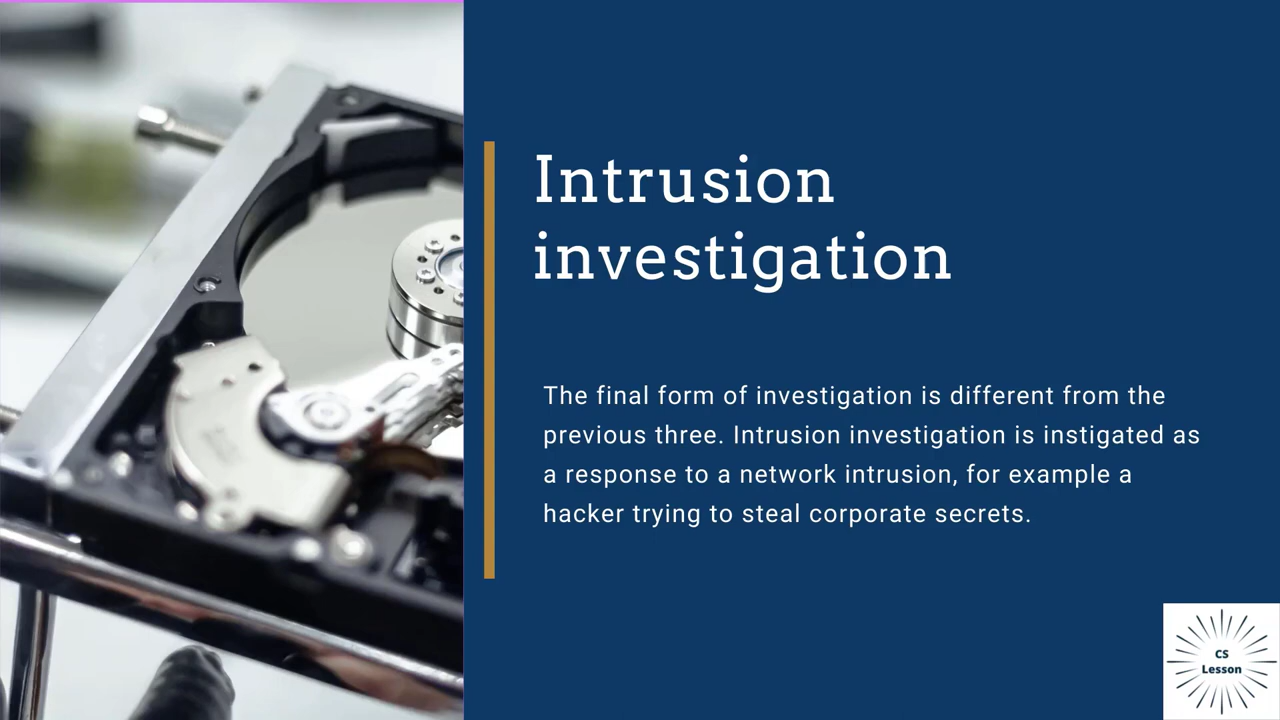 Intrusion
investigation
The final form of investigation is different from the
previous three. Intrusion investigation is instigated as
a response to a network intrusion, for example a
hacker trying to steal corporate secrets.
CS
Lesson